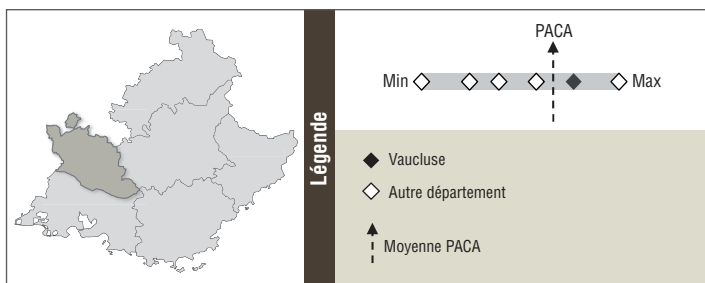 Légende
PACA
Min Max
Vaucluse
Autre département
Moyenne PACA